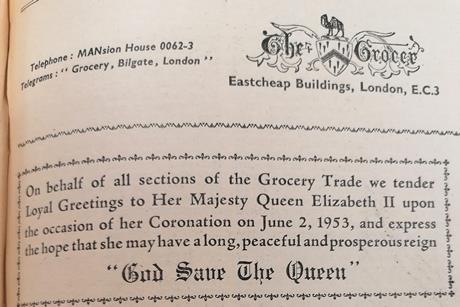 Telephone : MANsion House 0062-3
Telegrams : "Grocery, Bilgate, London"
The Grocer
Eastcheap Buildings, London, E.C.3
On behalf of all sections of the Grocery Trade we tender
Loyal Greetings to Her Majesty Queen Elizabeth II upon
the occasion of her Coronation on June 2, 1953, and express
the hope that she may have a long, peaceful and prosperous reign
"God Save The Queen"